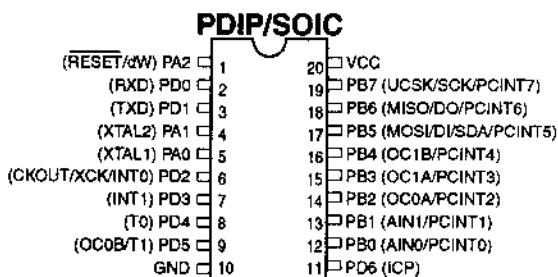 PDIP/SOIC
(RESET/dW) PA2 1 20 VCC
(RXD) PD0 2 19 PB7 (UCSK/SCK/PCINT7)
(TXD) PD1 3 18 PB6 (MISO/DO/PCINT6)
(XTAL2) PA1 4 17 PB5 (MOSI/DI/SDA/PCINT5)
(XTAL1) PA0 5 16 PB4 (OC1B/PCINT4)
(CKOUT/XCK/INT0) PD2 6 15 PB3 (OC1A/PCINT3)
(INT1) PD3 7 14 PB2 (OC0A/PCINT2)
(T0) PD4 8 13 PB1 (AIN1/PCINT1)
(OC0B/T1) PD5 9 12 PB0 (AIN0/PCINT0)
GND 10 11 PD6 (ICP)